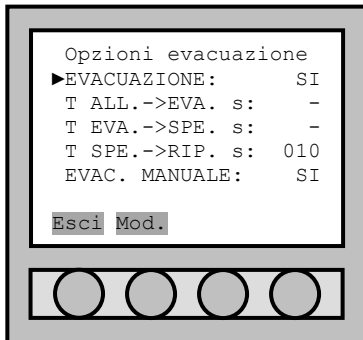 Opzioni evacuazione
►EVACUAZIONE: SI
T ALL.->EVA. s: -
T EVA.->SPE. s: -
T SPE.->RIP. s: 010
EVAC. MANUALE: SI
Esci Mod.